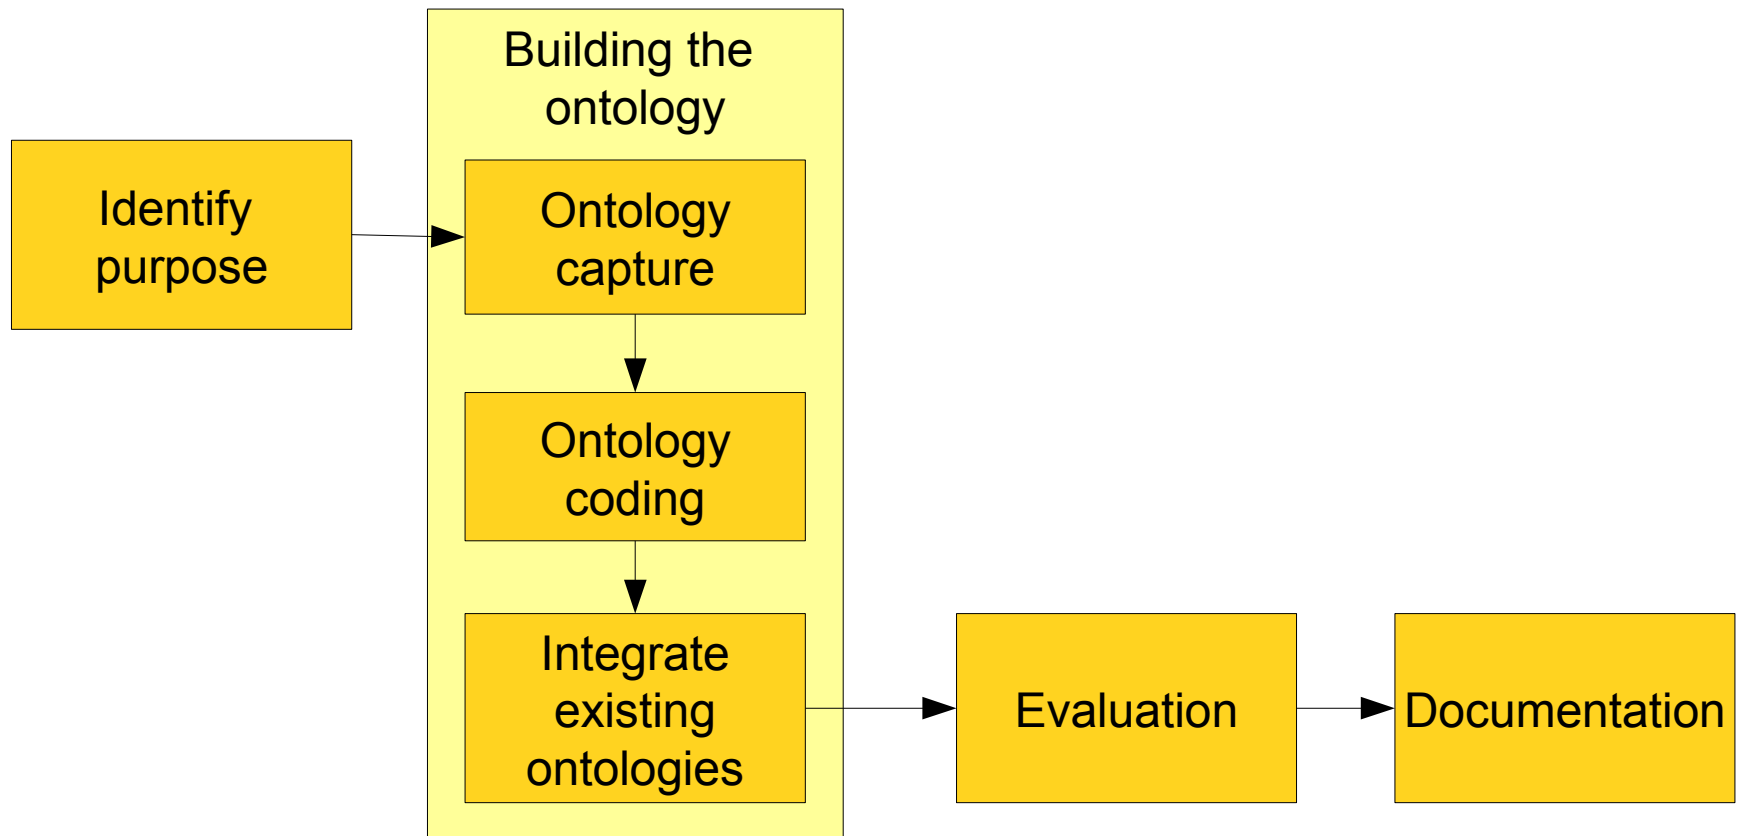 Building the
ontology
Identify
purpose
Ontology
capture
Ontology
coding
Integrate
existing
ontologies
Evaluation
Documentation